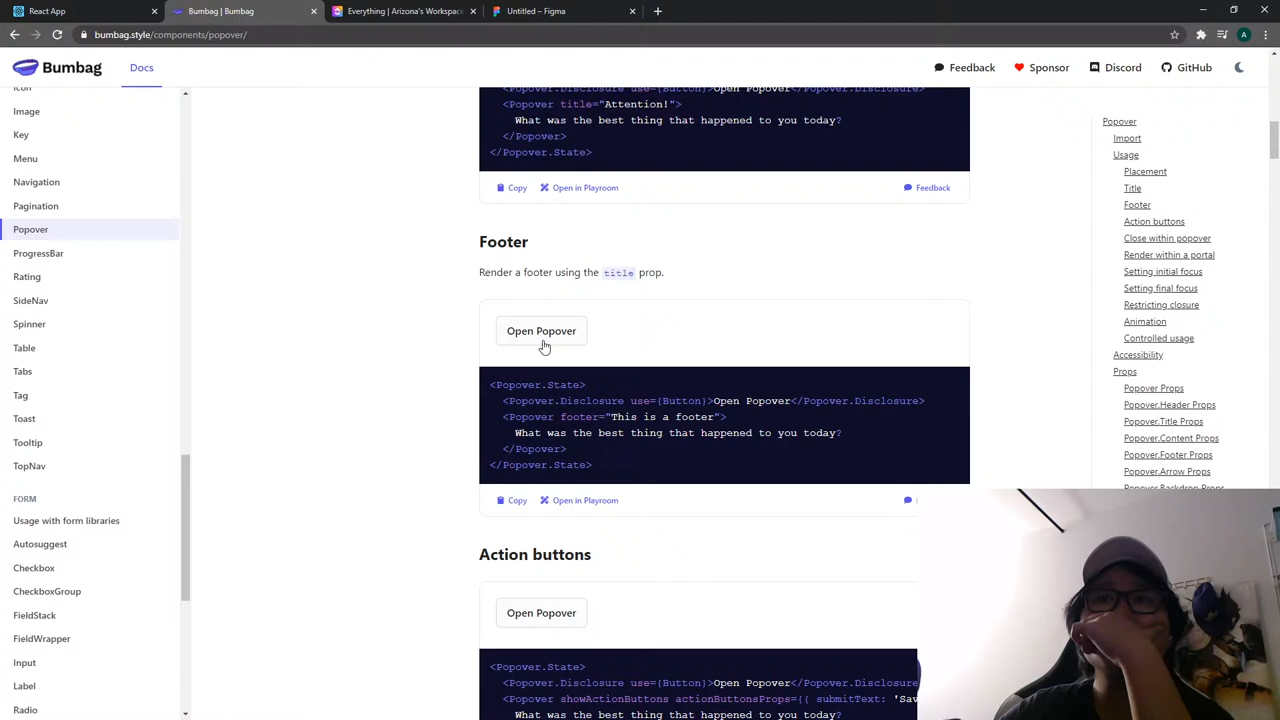 React App
Bumbag | Bumbag
Everything | Arizona's Workspace
Untitled – Figma
bumbag.style/components/popover/
A
Bumbag
Docs
Feedback
Sponsor
Discord
GitHub
Icon
Image
Key
Menu
Navigation
Pagination
Popover
ProgressBar
Rating
SideNav
Spinner
Table
Tabs
Tag
Toast
Tooltip
TopNav
FORM
Usage with form libraries
Autosuggest
Checkbox
CheckboxGroup
FieldStack
FieldWrapper
Input
Label
Radio
<Popover.Disclosure use={Button}>Open Popover</Popover.Disclosure>
<Popover title="Attention!">
What was the best thing that happened to you today?
</Popover>
</Popover.State>
Copy
Open in Playroom
Feedback
Footer
Render a footer using the title prop.
Open Popover
<Popover.State>
<Popover.Disclosure use={Button}>Open Popover</Popover.Disclosure>
<Popover footer="This is a footer">
What was the best thing that happened to you today?
</Popover>
</Popover.State>
Copy
Open in Playroom
Action buttons
Open Popover
<Popover.State>
<Popover.Disclosure use={Button}>Open Popover</Popover.Disclosure
<Popover showActionButtons actionButtonsProps={{ submitText: 'Sav
What was the best thing that happened to you today?
Popover
Import
Usage
Placement
Title
Footer
Action buttons
Close within popover
Render within a portal
Setting initial focus
Setting final focus
Restricting closure
Animation
Controlled usage
Accessibility
Props
Popover Props
Popover.Header Props
Popover.Title Props
Popover.Content Props
Popover.Footer Props
Popover.Arrow Props
Popover.Backdrop Props